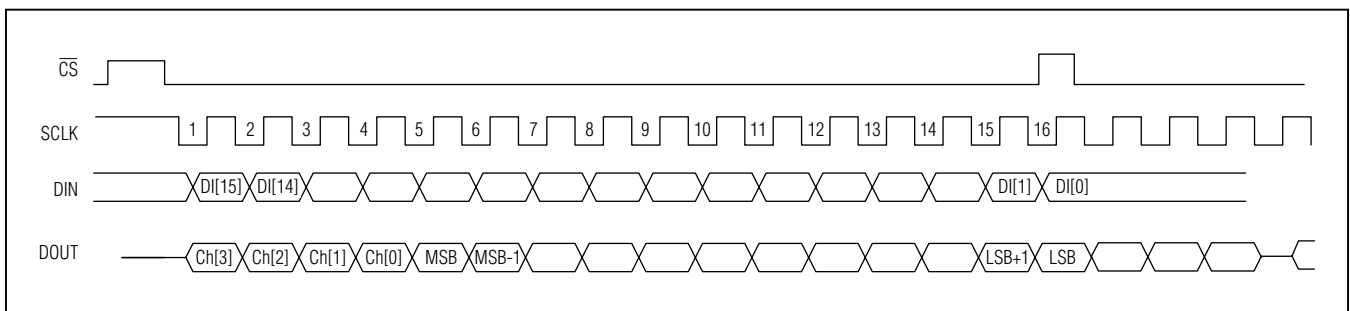 C̅S̅
SCLK 1 2 3 4 5 6 7 8 9 10 11 12 13 14 15 16
DIN DI[15] DI[14] DI[1] DI[0]
DOUT Ch[3] Ch[2] Ch[1] Ch[0] MSB MSB-1 LSB+1 LSB